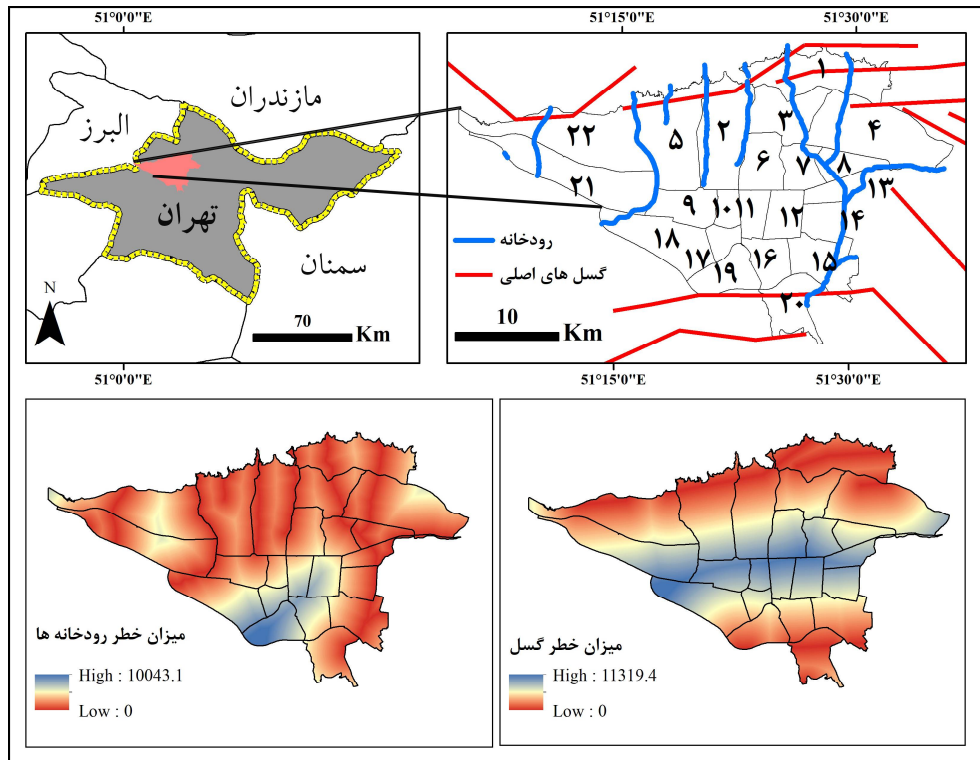 51°0'0"E
51°15'0"E
51°30'0"E
مازندران
البرز
تهران
سمنان
N
70
Km
۱
۲
۳
۴
۵
۶
۷
۸
۹
۱۰
۱۱
۱۲
۱۳
۱۴
۱۵
۱۶
۱۷
۱۸
۱۹
۲۰
۲۱
۲۲
رودخانه
گسل های اصلی
10
Km
51°0'0"E
51°15'0"E
51°30'0"E
میزان خطر رودخانه ها
High : 10043.1
Low : 0
میزان خطر گسل
High : 11319.4
Low : 0